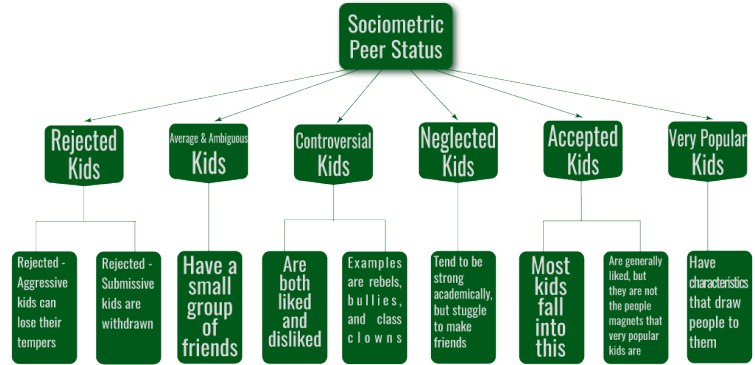 Sociometric
Peer Status
Rejected
Kids
Average & Ambiguous
Kids
Controversial
Kids
Neglected
Kids
Accepted
Kids
Very Popular
Kids
Rejected -
Aggressive
kids can
lose their
tempers
Rejected -
Submissive
kids are
withdrawn
Have a
small
group
of
friends
Are
both
liked
and
disliked
Examples
are rebels,
bullies,
and class
clowns
Tend to be
strong
academically,
but stuggle
to make
friends
Most
kids
fall
into
this
Are generally
liked, but
they are not
the people
magnets that
very popular
kids are
Have
characteristics
that draw
people to
them